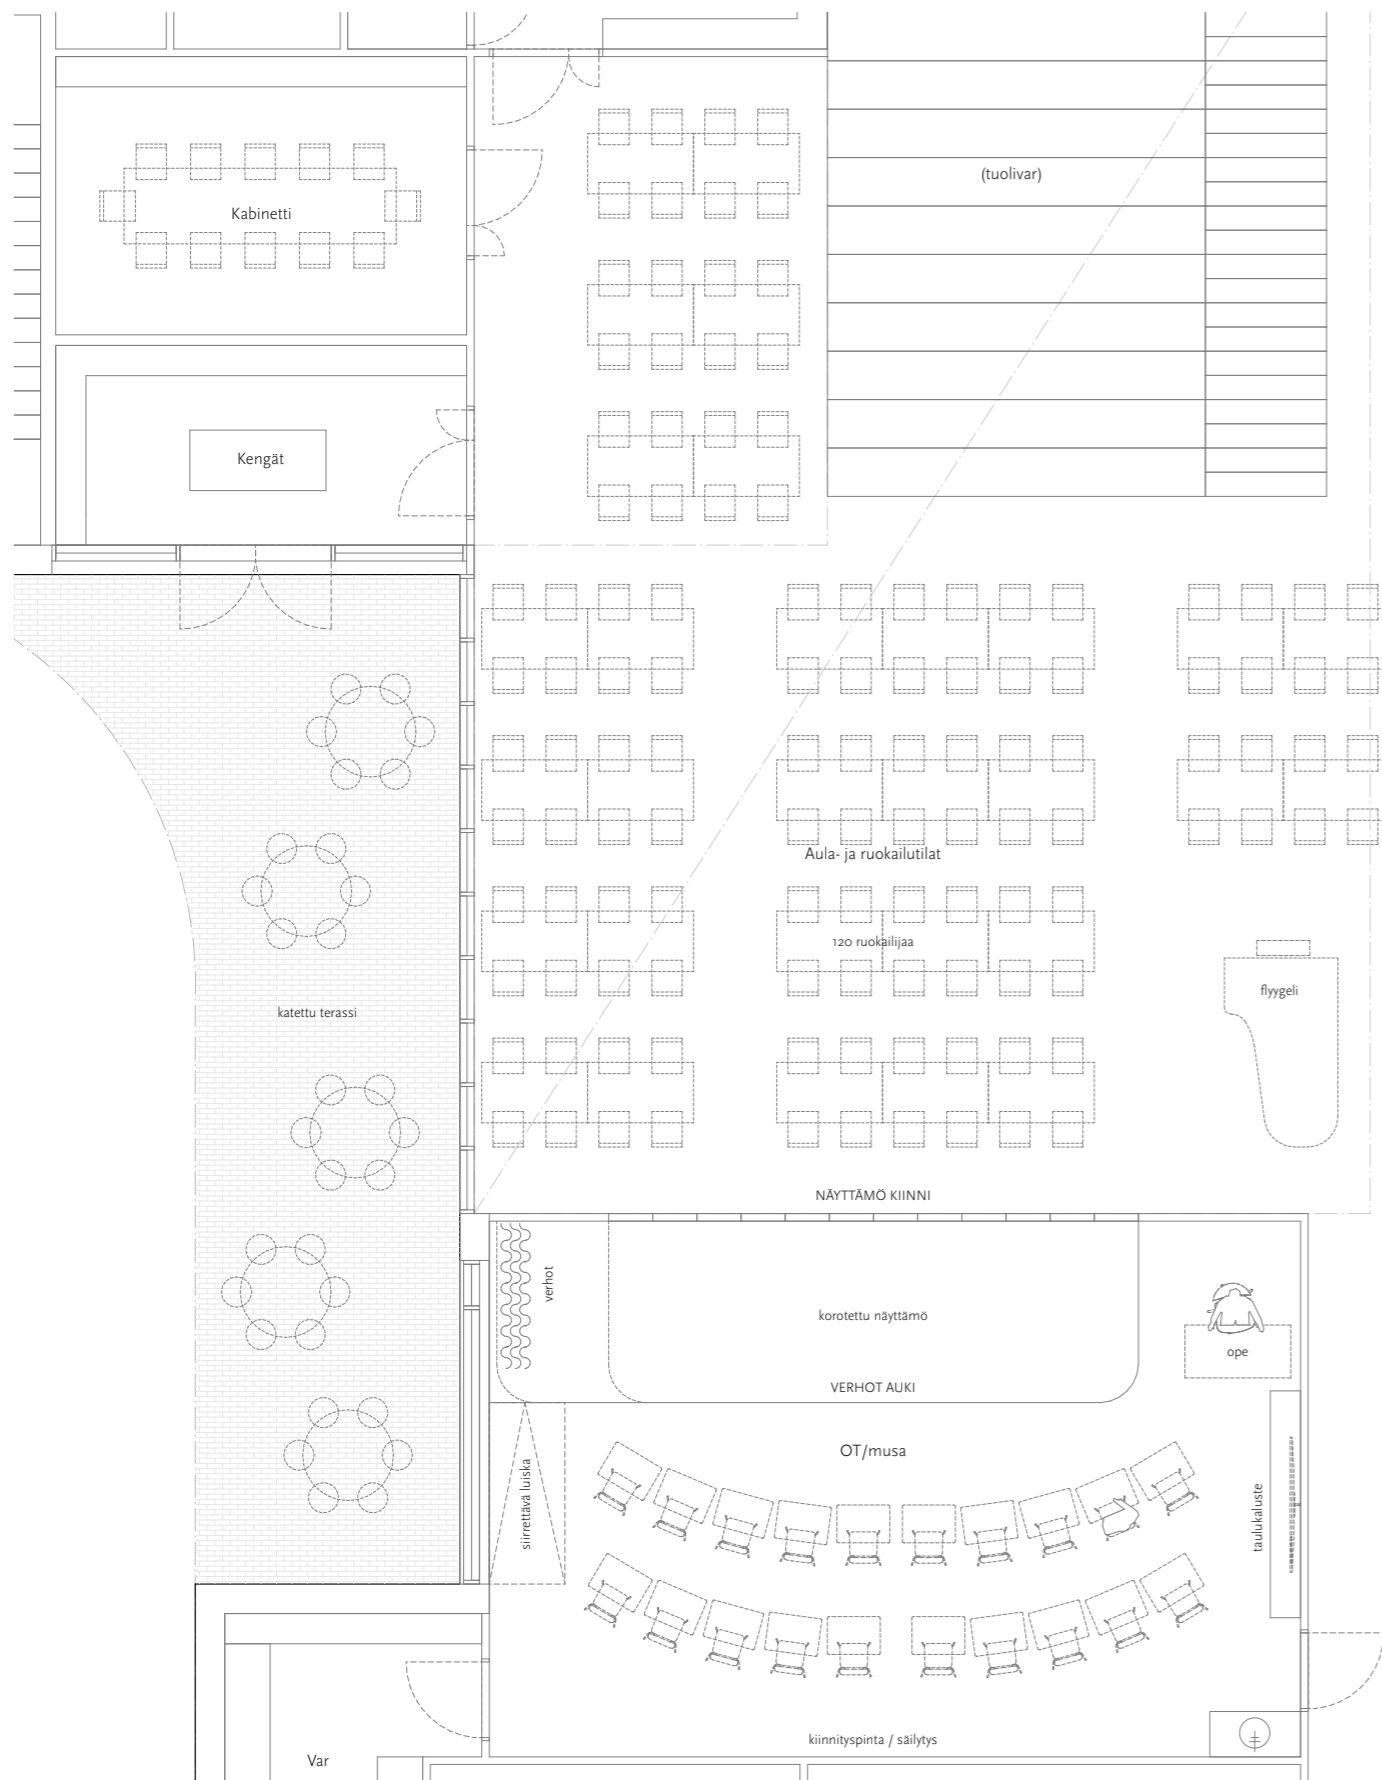 (tuolivar)
Kabinetti
Kengät
Aula- ja ruokailutilat
120 ruokailijaa
flyygeli
katettu terassi
NÄYTTÄMÖ KIINNI
verhot
korotettu näyttämö
ope
VERHOT AUKI
OT/musa
siirrettävä luiska
taulukaluste
kiinnityspinta / säilytys
Var